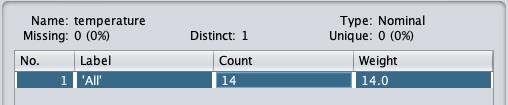 Name: temperature Type: Nominal
Missing: 0 (0%) Distinct: 1 Unique: 0 (0%)
No. Label Count Weight
1 'All' 14 14.0